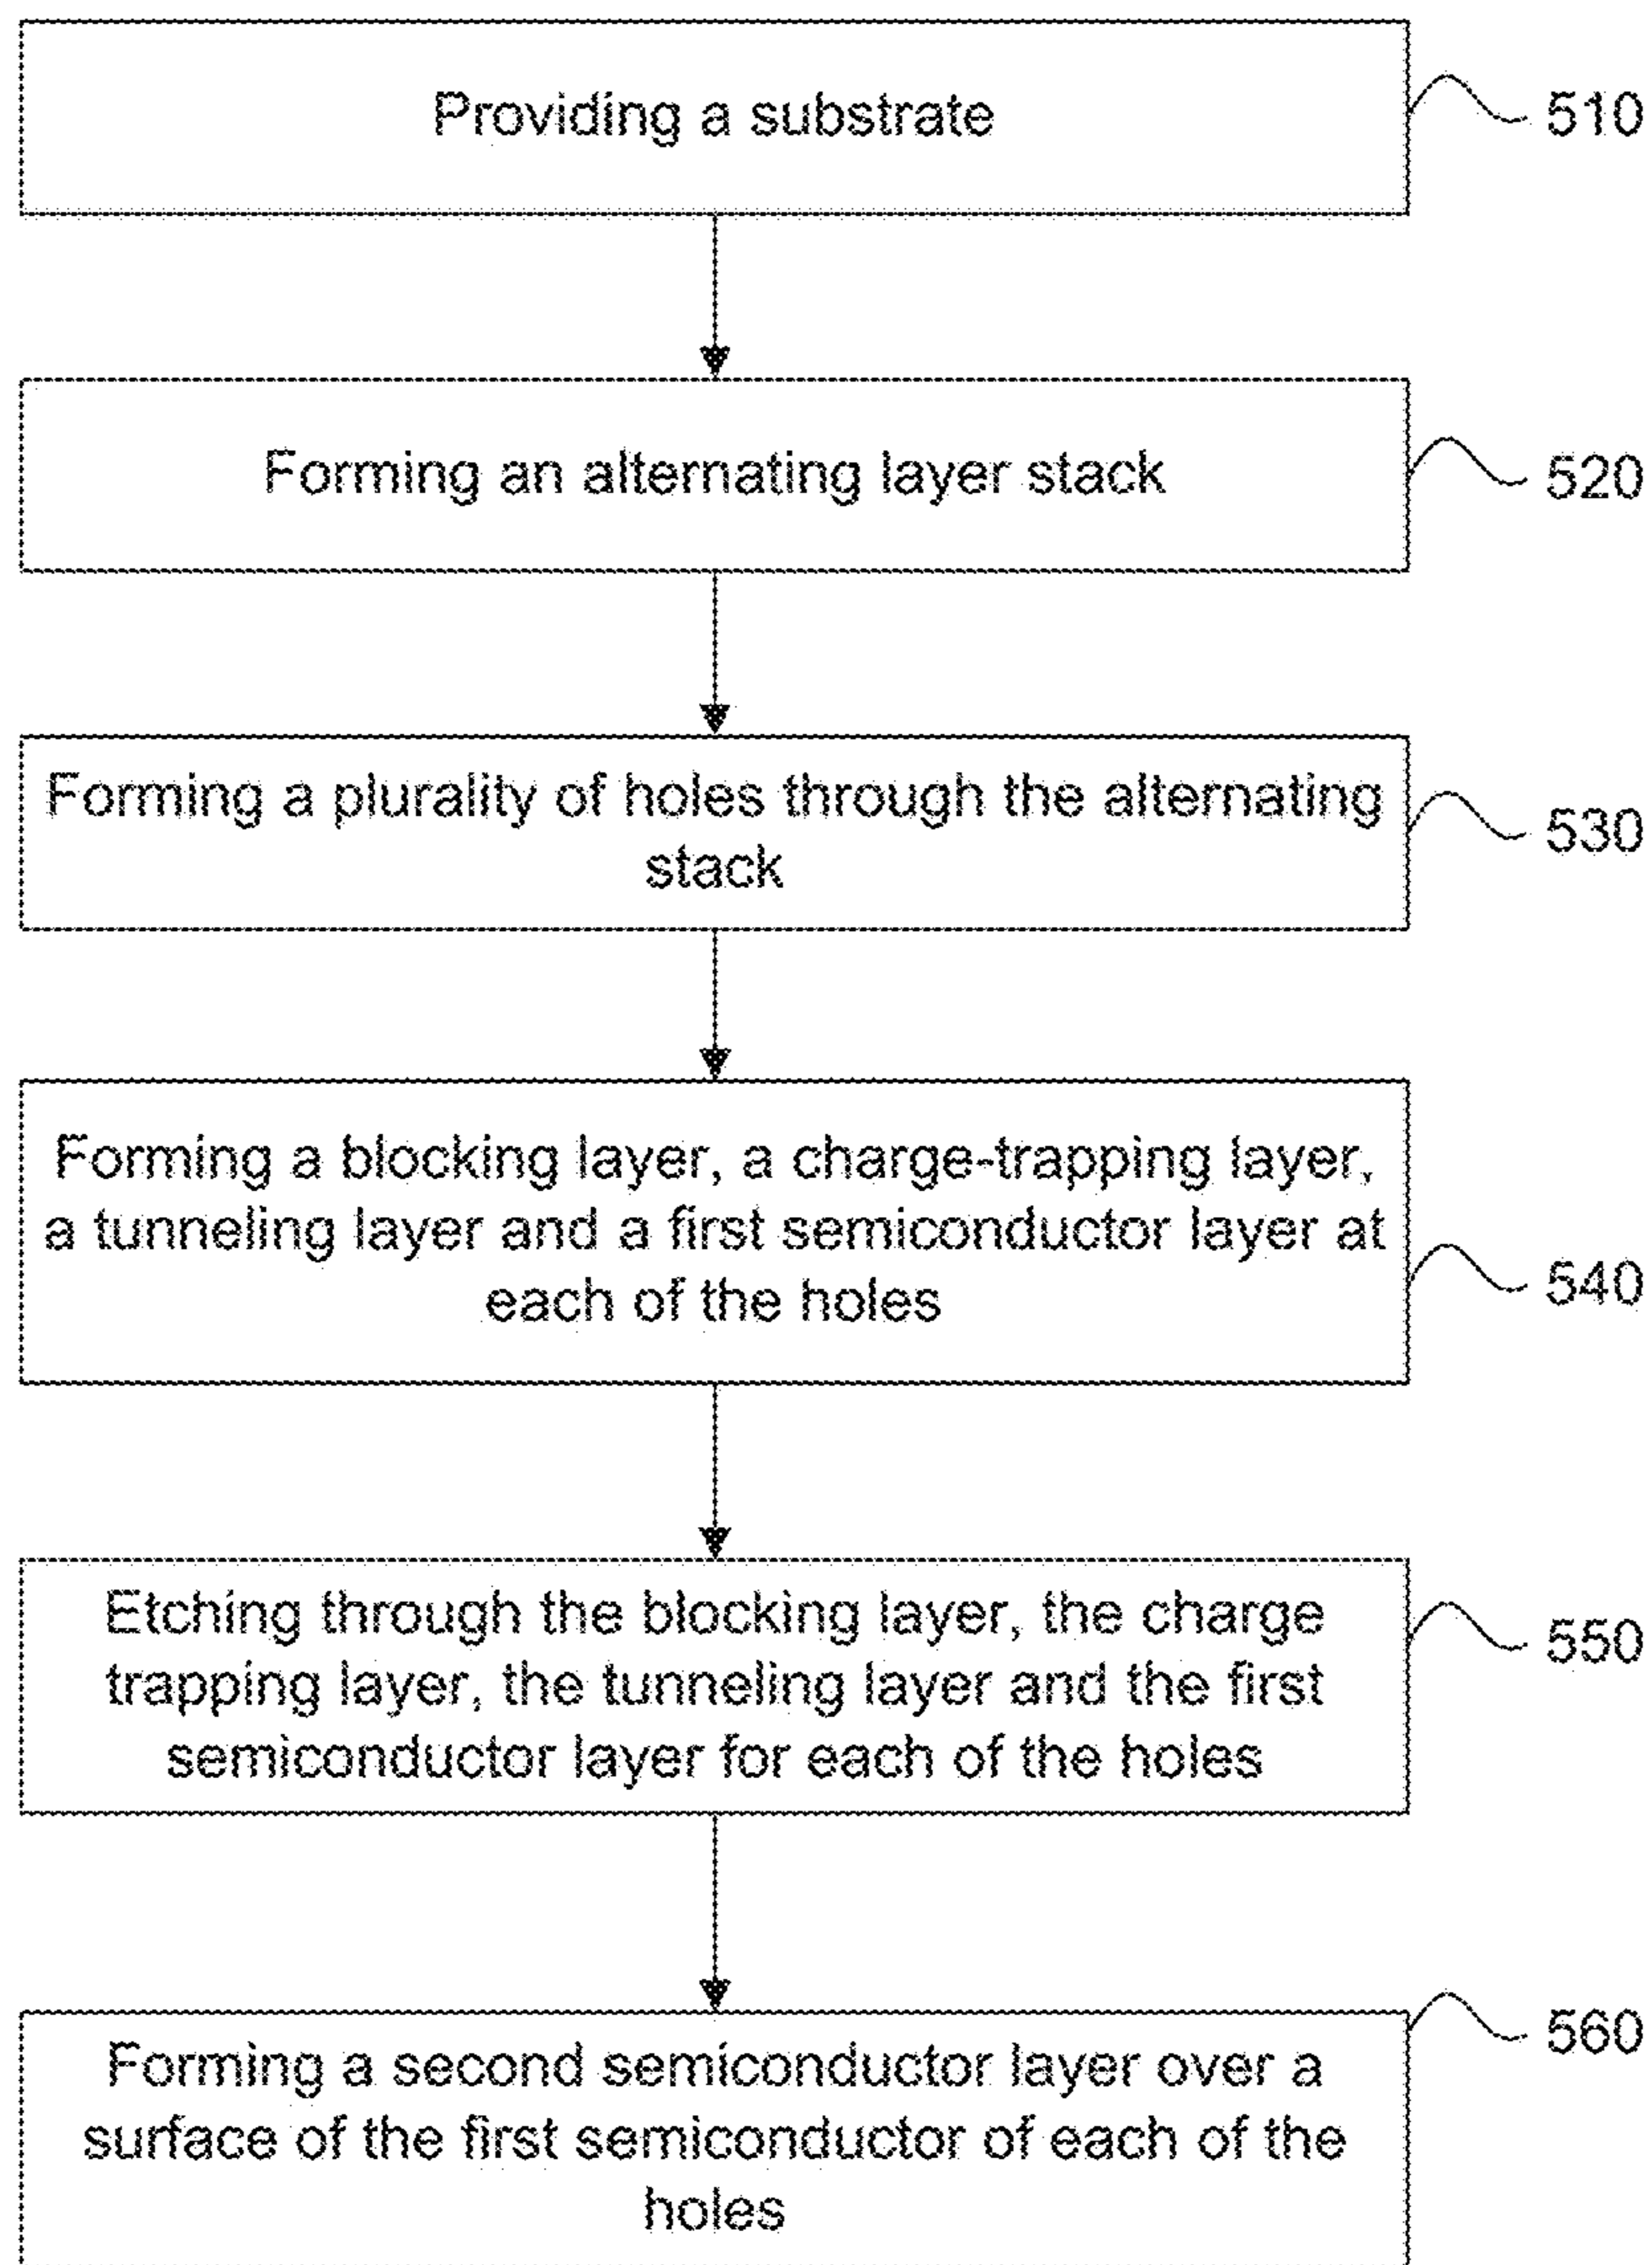 Providing a substrate
510
Forming an alternating layer stack
520
Forming a plurality of holes through the alternating
stack
530
Forming a blocking layer, a charge-trapping layer,
a tunneling layer and a first semiconductor layer at
each of the holes
540
Etching through the blocking layer, the charge
trapping layer, the tunneling layer and the first
semiconductor layer for each of the holes
550
Forming a second semiconductor layer over a
surface of the first semiconductor of each of the
holes
560